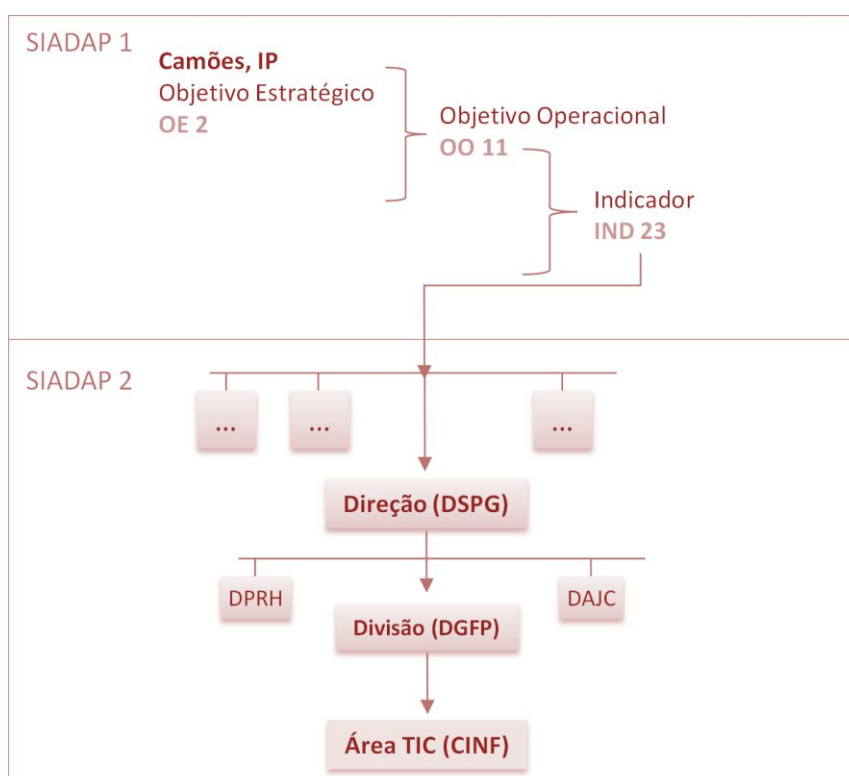 SIADAP 1
Camões, IP
Objetivo Estratégico
OE 2
Objetivo Operacional
OO 11
Indicador
IND 23
SIADAP 2
...
...
...
Direção (DSPG)
DPRH
DAJC
Divisão (DGFP)
Área TIC (CINF)